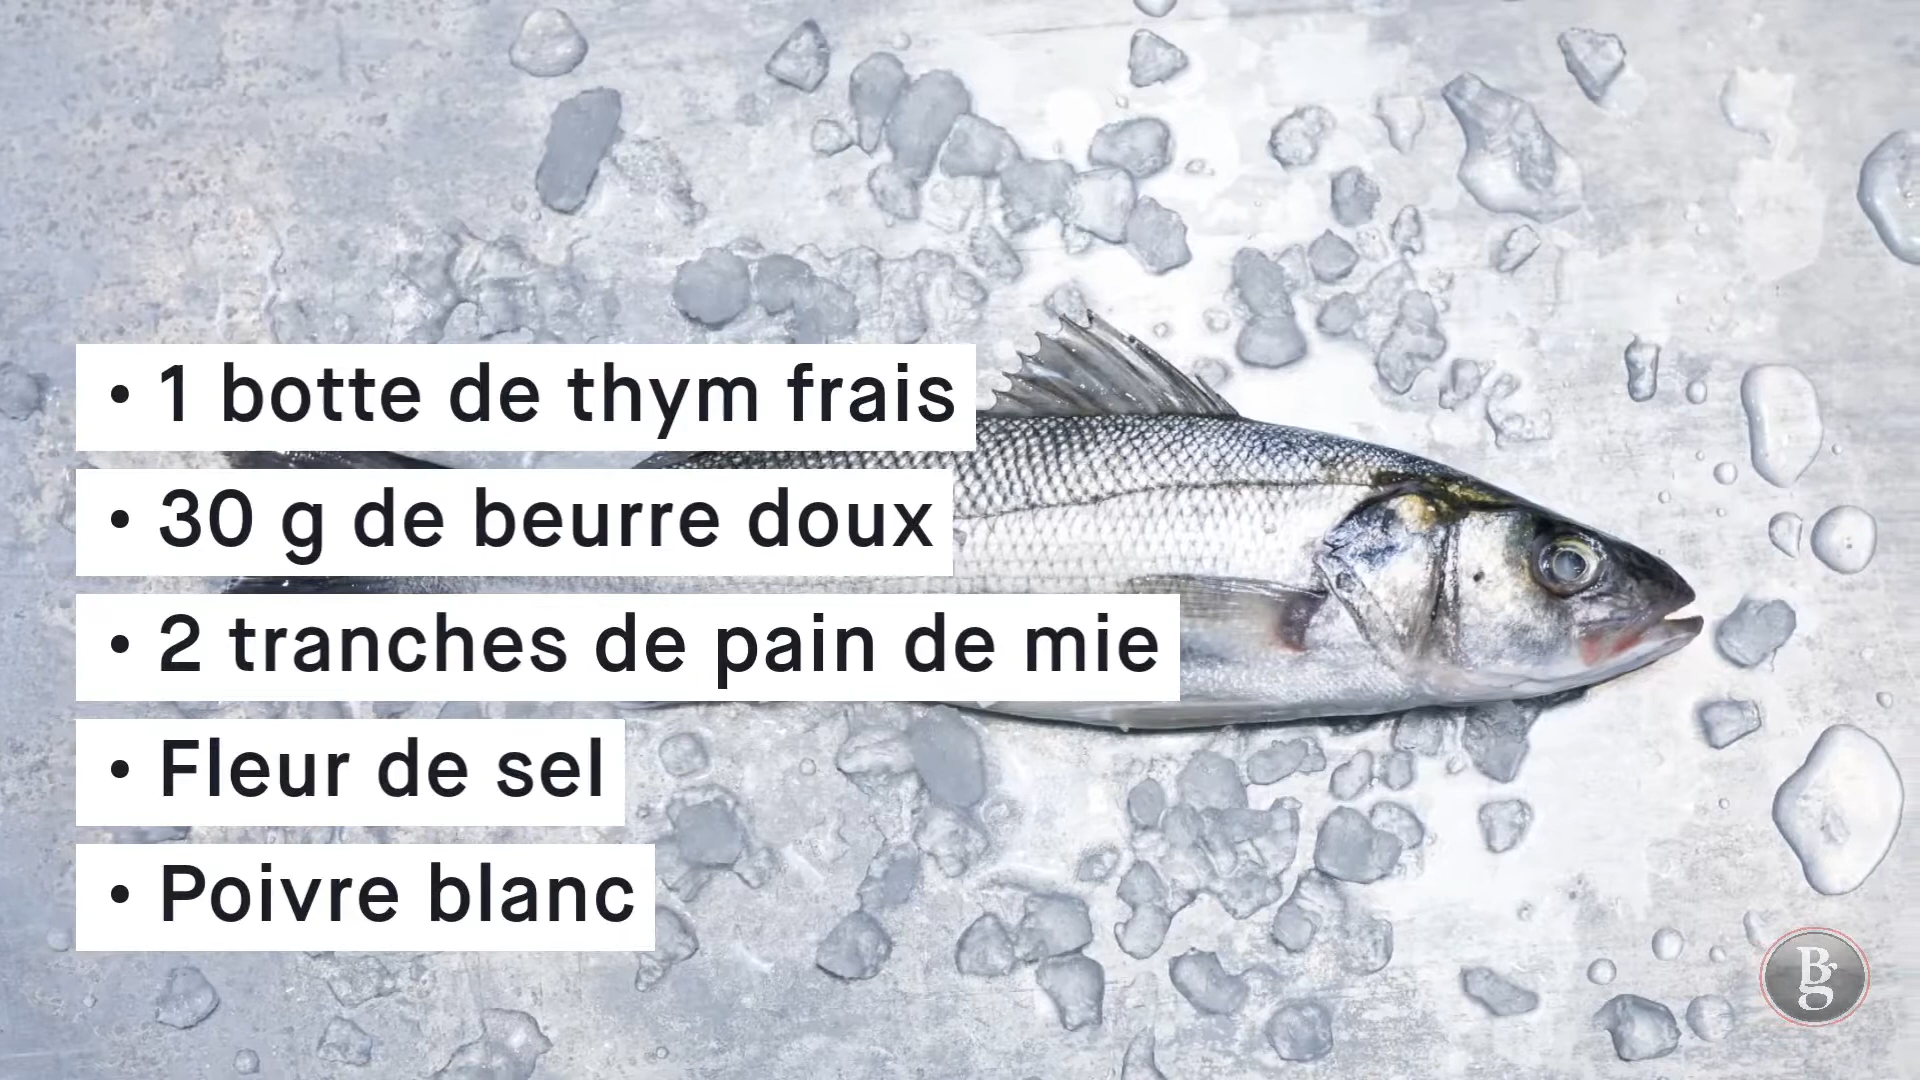 • 1 botte de thym frais
• 30 g de beurre doux
• 2 tranches de pain de mie
• Fleur de sel
• Poivre blanc
Brg